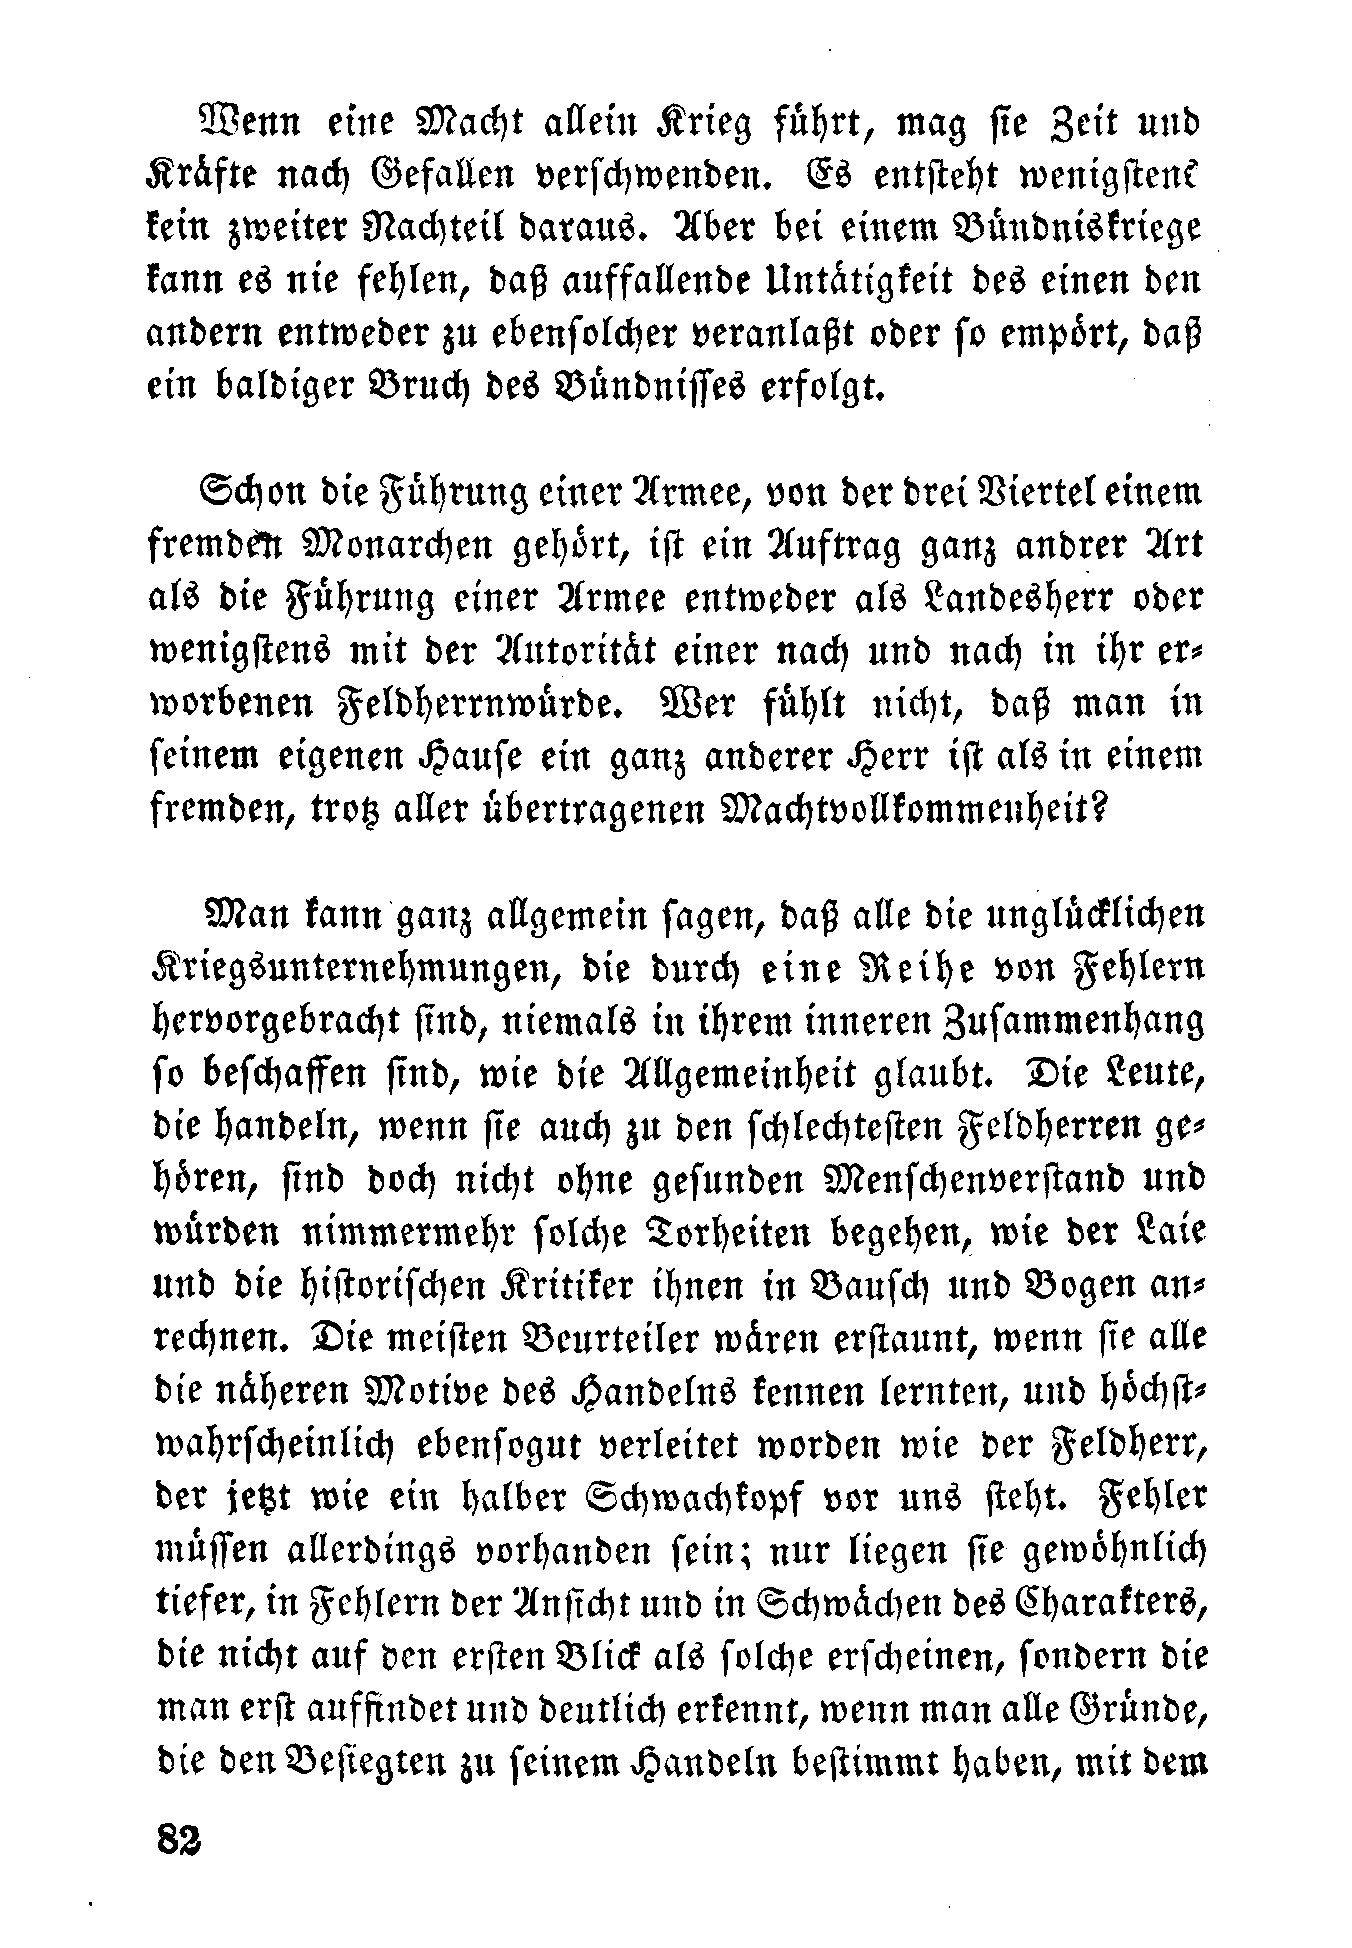 Wenn eine Macht allein Krieg führt, mag sie Zeit und
Kräfte nach Gefallen verschwenden. Es entsteht wenigstens
kein zweiter Nachteil daraus. Aber bei einem Bündniskriege
kann es nie fehlen, daß auffallende Untätigkeit des einen den
andern entweder zu ebensolcher veranlaßt oder so empört, daß
ein baldiger Bruch des Bündnisses erfolgt.
Schon die Führung einer Armee, von der drei Viertel einem
fremden Monarchen gehört, ist ein Auftrag ganz andrer Art
als die Führung einer Armee entweder als Landesherr oder
wenigstens mit der Autorität einer nach und nach in ihr er-
worbenen Feldherrnwürde. Wer fühlt nicht, daß man in
seinem eigenen Hause ein ganz anderer Herr ist als in einem
fremden, trotz aller übertragenen Machtvollkommenheit?
Man kann ganz allgemein sagen, daß alle die unglücklichen
Kriegsunternehmungen, die durch eine Reihe von Fehlern
hervorgebracht sind, niemals in ihrem inneren Zusammenhang
so beschaffen sind, wie die Allgemeinheit glaubt. Die Leute,
die handeln, wenn sie auch zu den schlechtesten Feldherren ge-
hören, sind doch nicht ohne gesunden Menschenverstand und
würden nimmermehr solche Torheiten begehen, wie der Laie
und die historischen Kritiker ihnen in Bausch und Bogen an-
rechnen. Die meisten Beurteiler wären erstaunt, wenn sie alle
die näheren Motive des Handelns kennen lernten, und höchst-
wahrscheinlich ebensogut verleitet worden wie der Feldherr,
der jetzt wie ein halber Schwachkopf vor uns steht. Fehler
müssen allerdings vorhanden sein; nur liegen sie gewöhnlich
tiefer, in Fehlern der Ansicht und in Schwächen des Charakters,
die nicht auf den ersten Blick als solche erscheinen, sondern die
man erst auffindet und deutlich erkennt, wenn man alle Gründe,
die den Besiegten zu seinem Handeln bestimmt haben, mit dem
82